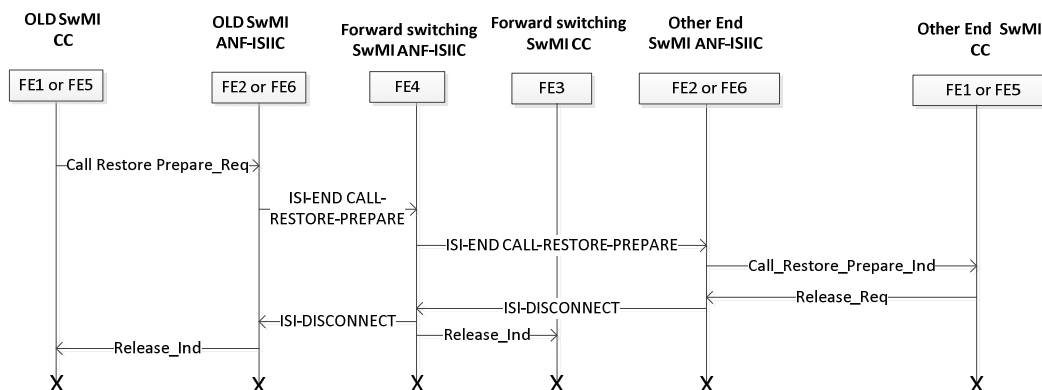 OLD SwMI
CC
OLD SwMI
ANF-ISIIC
Forward switching
SwMI ANF-ISIIC
Forward switching
SwMI CC
Other End
SwMI ANF-ISIIC
Other End SwMI
CC
FE1 or FE5
FE2 or FE6
FE4
FE3
FE2 or FE6
FE1 or FE5
Call Restore Prepare_Req
ISI-END CALL-
RESTORE-PREPARE
ISI-END CALL-RESTORE-PREPARE
Call_Restore_Prepare_Ind
Release_Req
ISI-DISCONNECT
ISI-DISCONNECT
Release_Ind
Release_Ind
X X X X X X